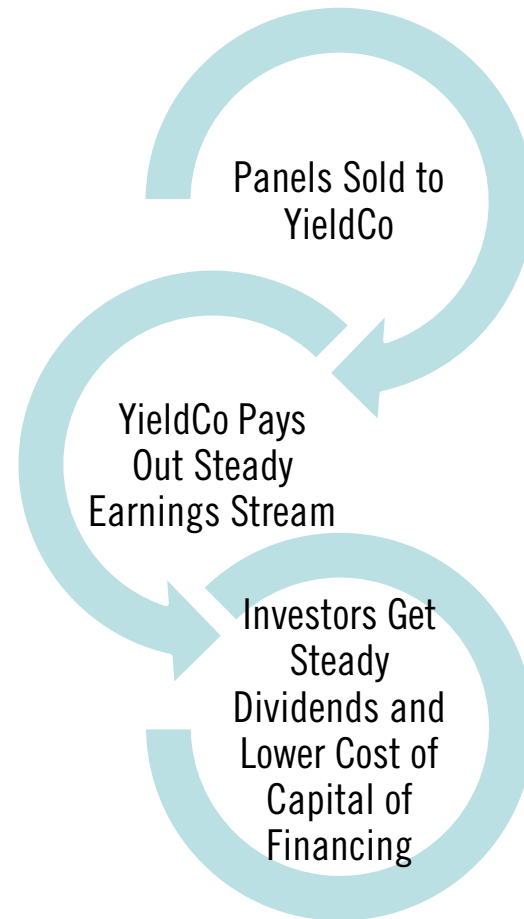 Panels Sold to
YieldCo
YieldCo Pays
Out Steady
Earnings Stream
Investors Get
Steady
Dividends and
Lower Cost of
Capital of
Financing